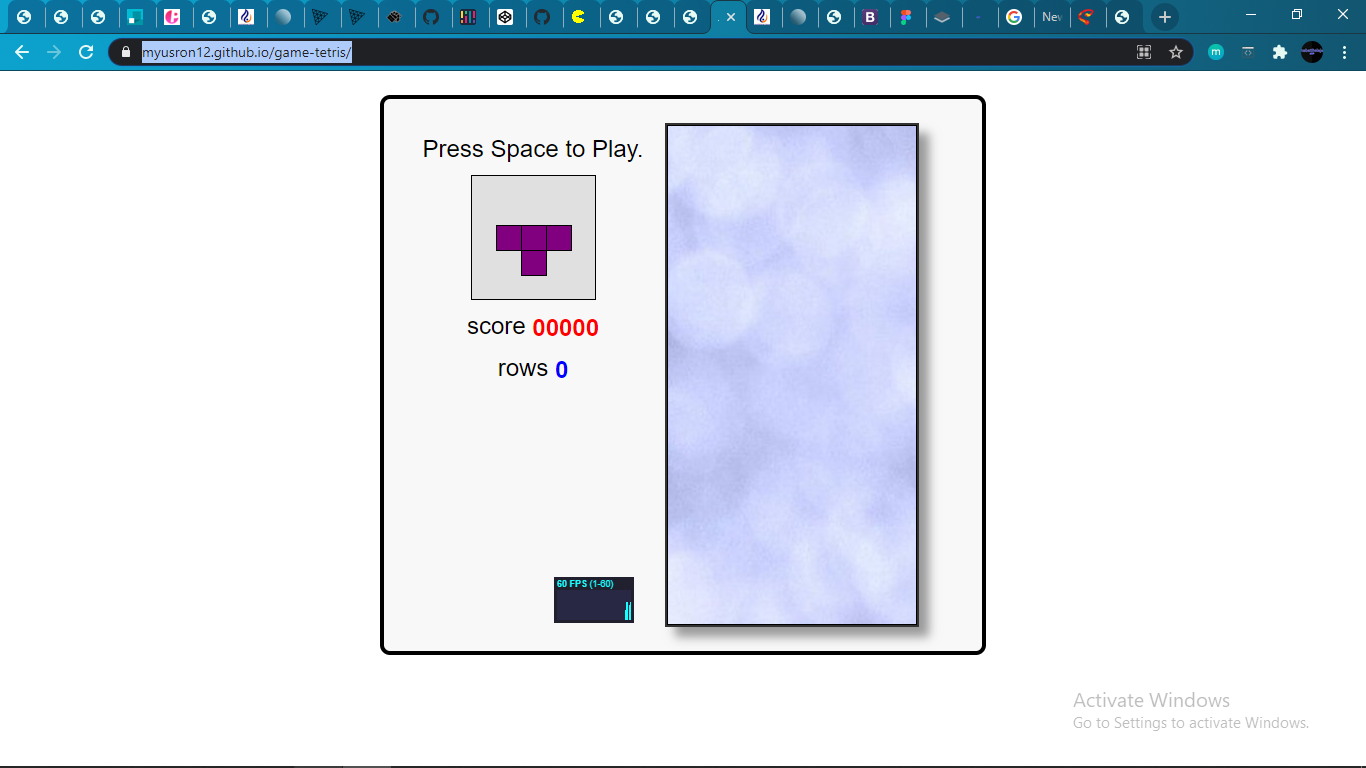 New
myusron12.github.io/game-tetris/
Press Space to Play.
score 00000
rows 0
60 FPS (1-60)
Activate Windows
Go to Settings to activate Windows.